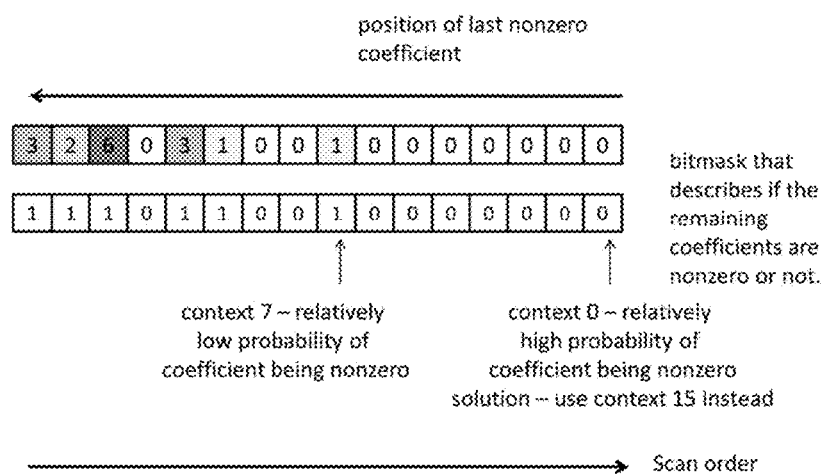 position of last nonzero
coefficient
3 2 6 0 3 1 0 0 1 0 0 0 0 0 0 0
1 1 1 0 1 1 0 0 1 0 0 0 0 0 0 0
bitmask that
describes if the
remaining
coefficients are
nonzero or not.
context 7 – relatively
low probability of
coefficient being nonzero
context 0 – relatively
high probability of
coefficient being nonzero
solution – use context 15 instead
Scan order